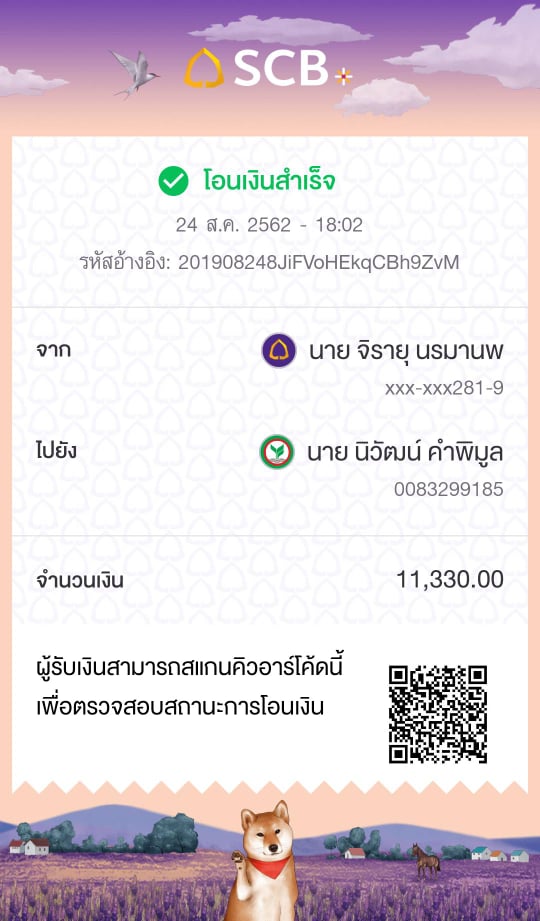 SCB
โอนเงินสำเร็จ
24 ส.ค. 2562 - 18:02
รหัสอ้างอิง: 201908248JiFVoHEkqCBh9ZvM
จาก
นาย จิรายุ นรมานพ
xxx-xxx281-9
ไปยัง
นาย นิวัฒน์ คำพิมูล
0083299185
จำนวนเงิน
11,330.00
ผู้รับเงินสามารถสแกนคิวอาร์โค้ดนี้
เพื่อตรวจสอบสถานะการโอนเงิน